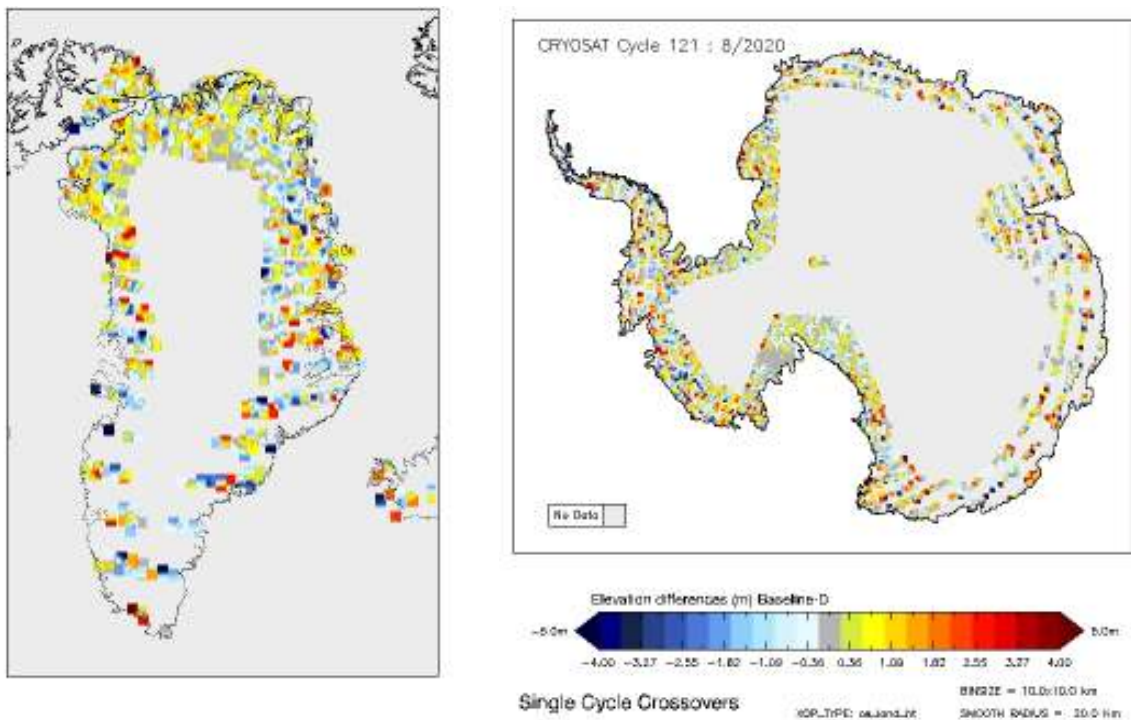 CRYOSAT Cycle 121 : 8/2020
No Data
Elevation differences (m) Baseline-D
-5.0m
5.0m
-4.00 -3.27 -2.55 -1.82 -1.09 -0.36 0.36 1.09 1.82 2.55 3.27 4.00
Single Cycle Crossovers
BINSIZE = 10.0x10.0 km
SMOOTH RADIUS = 20.0 Km